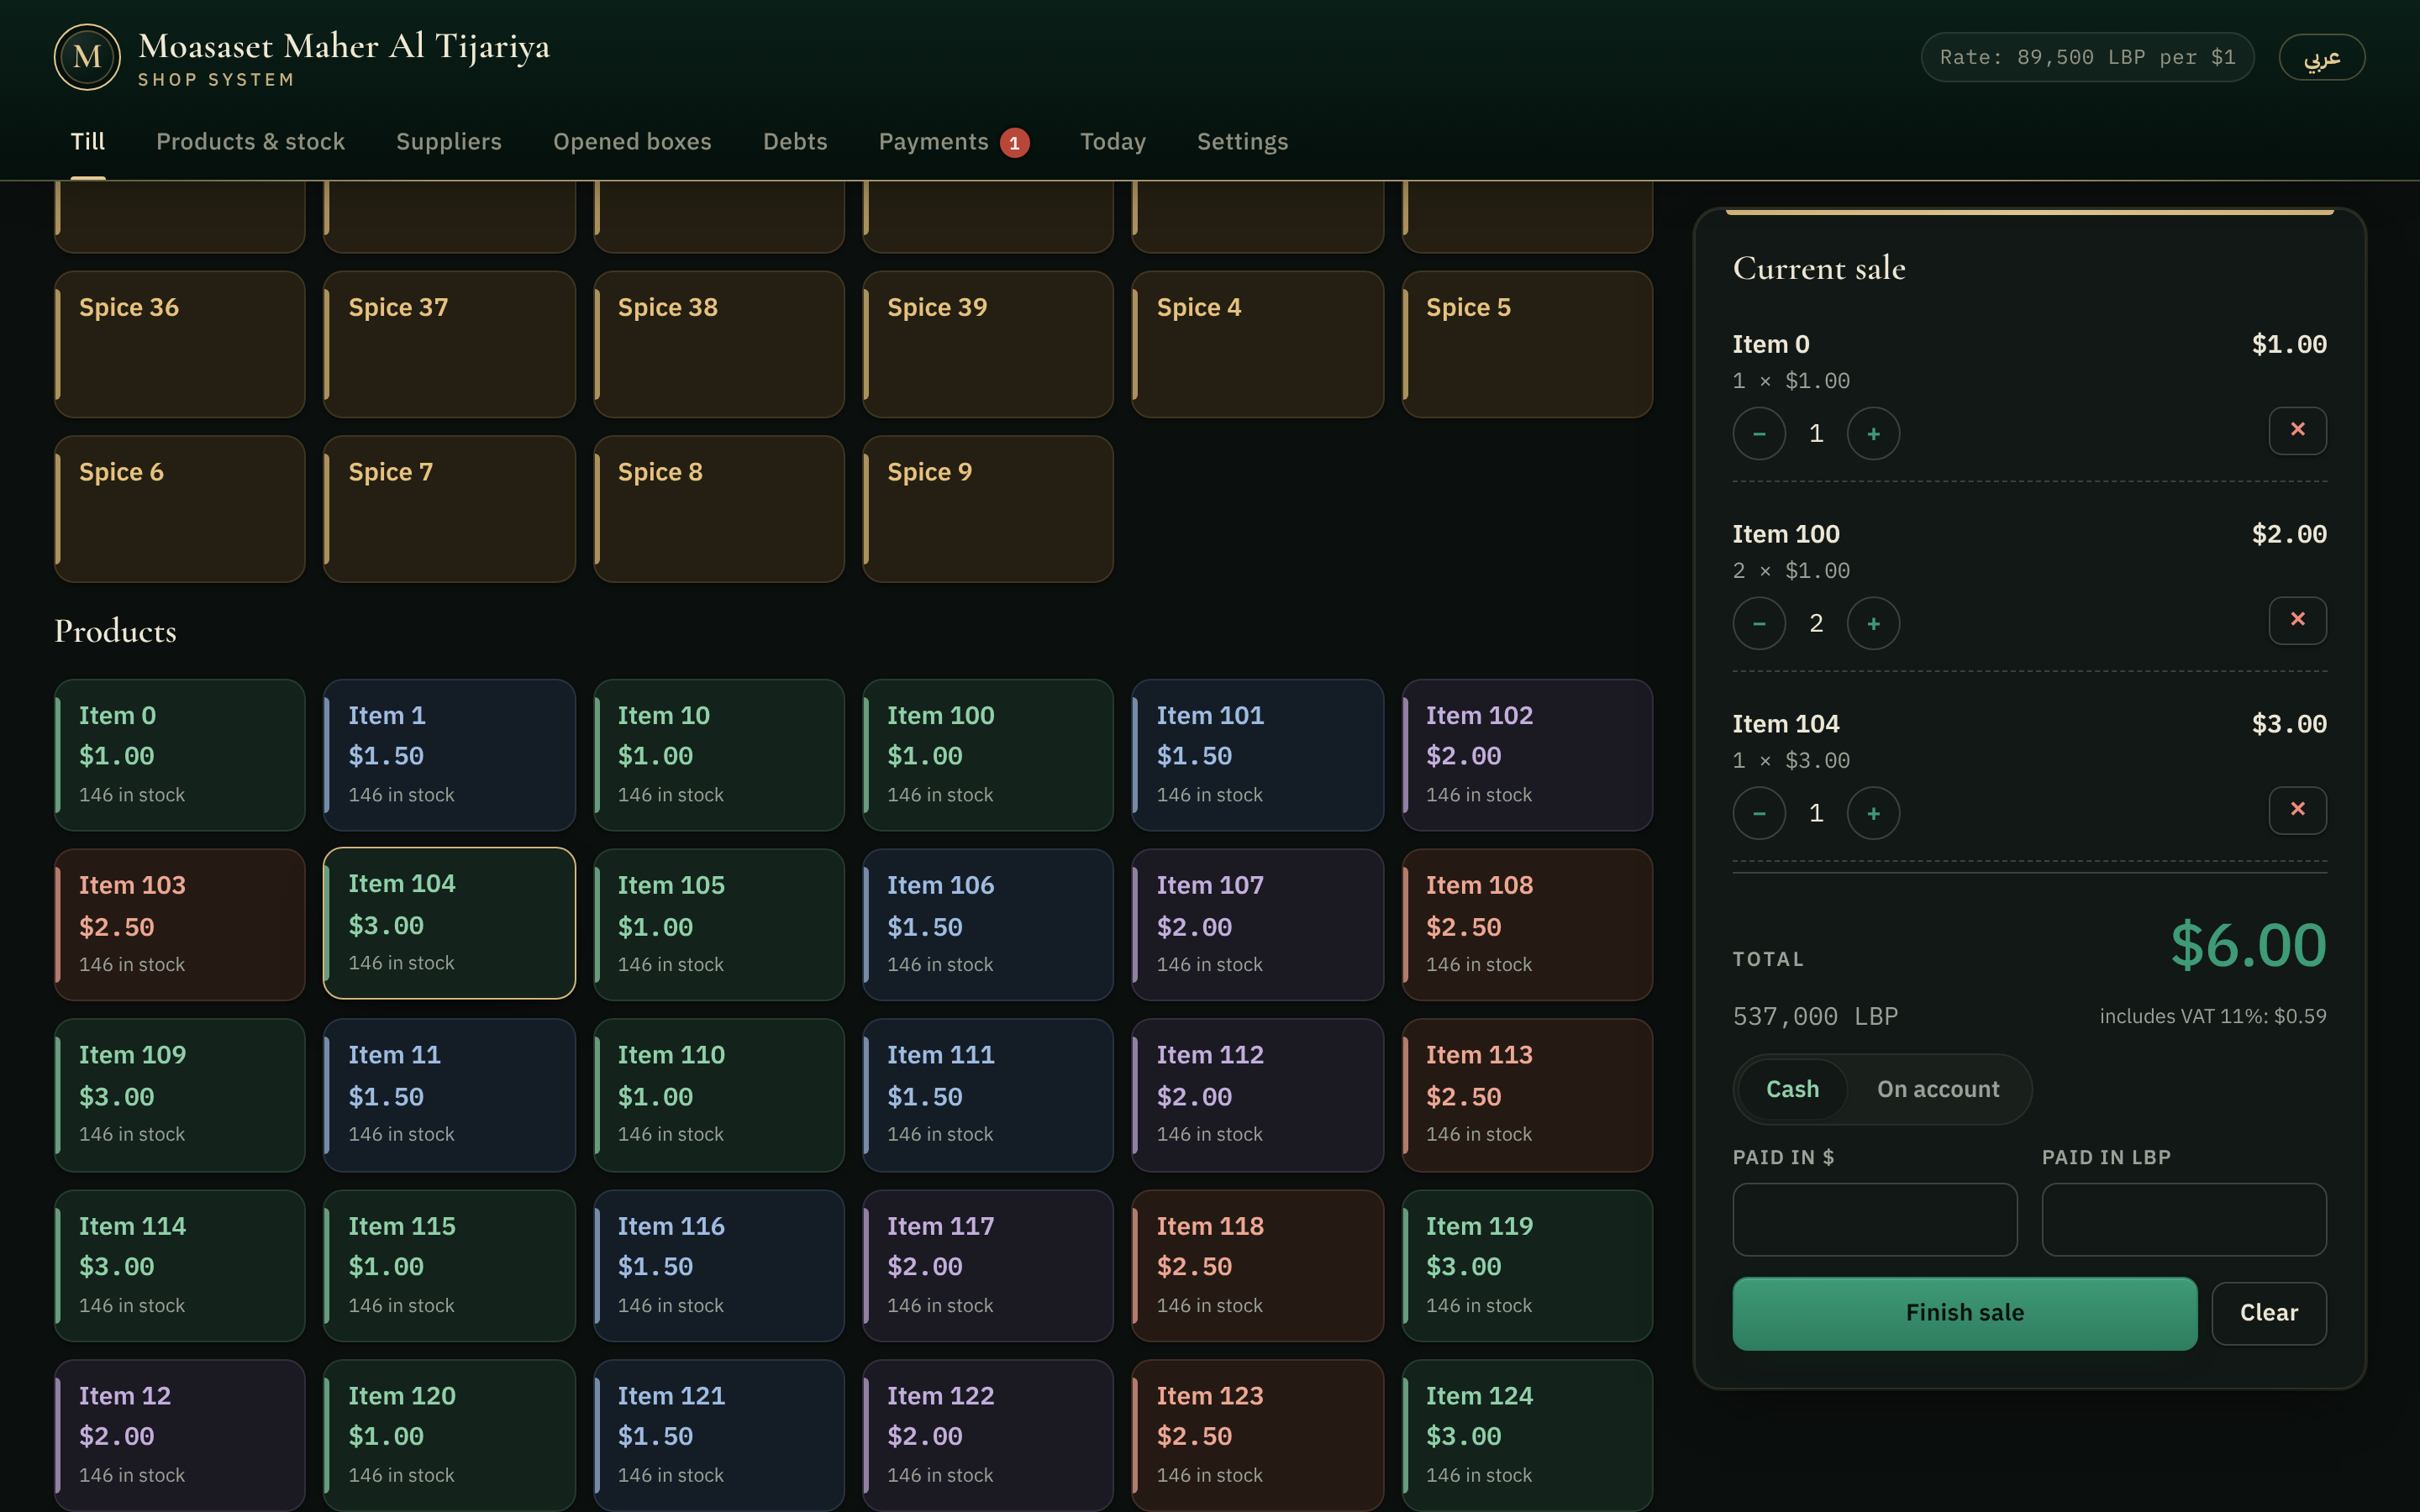 M
Moasaset Maher Al Tijariya
SHOP SYSTEM
Rate: 89,500 LBP per $1
عربي
Till Products & stock Suppliers Opened boxes Debts Payments 1 Today Settings
Spice 36 Spice 37 Spice 38 Spice 39 Spice 4 Spice 5
Spice 6 Spice 7 Spice 8 Spice 9
Products
Item 0 Item 1 Item 10 Item 100 Item 101 Item 102
$1.00 $1.50 $1.00 $1.00 $1.50 $2.00
146 in stock 146 in stock 146 in stock 146 in stock 146 in stock 146 in stock
Item 103 Item 104 Item 105 Item 106 Item 107 Item 108
$2.50 $3.00 $1.00 $1.50 $2.00 $2.50
146 in stock 146 in stock 146 in stock 146 in stock 146 in stock 146 in stock
Item 109 Item 11 Item 110 Item 111 Item 112 Item 113
$3.00 $1.50 $1.00 $1.50 $2.00 $2.50
146 in stock 146 in stock 146 in stock 146 in stock 146 in stock 146 in stock
Item 114 Item 115 Item 116 Item 117 Item 118 Item 119
$3.00 $1.00 $1.50 $2.00 $2.50 $3.00
146 in stock 146 in stock 146 in stock 146 in stock 146 in stock 146 in stock
Item 12 Item 120 Item 121 Item 122 Item 123 Item 124
$2.00 $1.00 $1.50 $2.00 $2.50 $3.00
146 in stock 146 in stock 146 in stock 146 in stock 146 in stock 146 in stock
Current sale
Item 0 $1.00
1 × $1.00
− 1 + ×
Item 100 $2.00
2 × $1.00
− 2 + ×
Item 104 $3.00
1 × $3.00
− 1 + ×
TOTAL $6.00
537,000 LBP includes VAT 11%: $0.59
Cash On account
PAID IN $ PAID IN LBP
Finish sale Clear